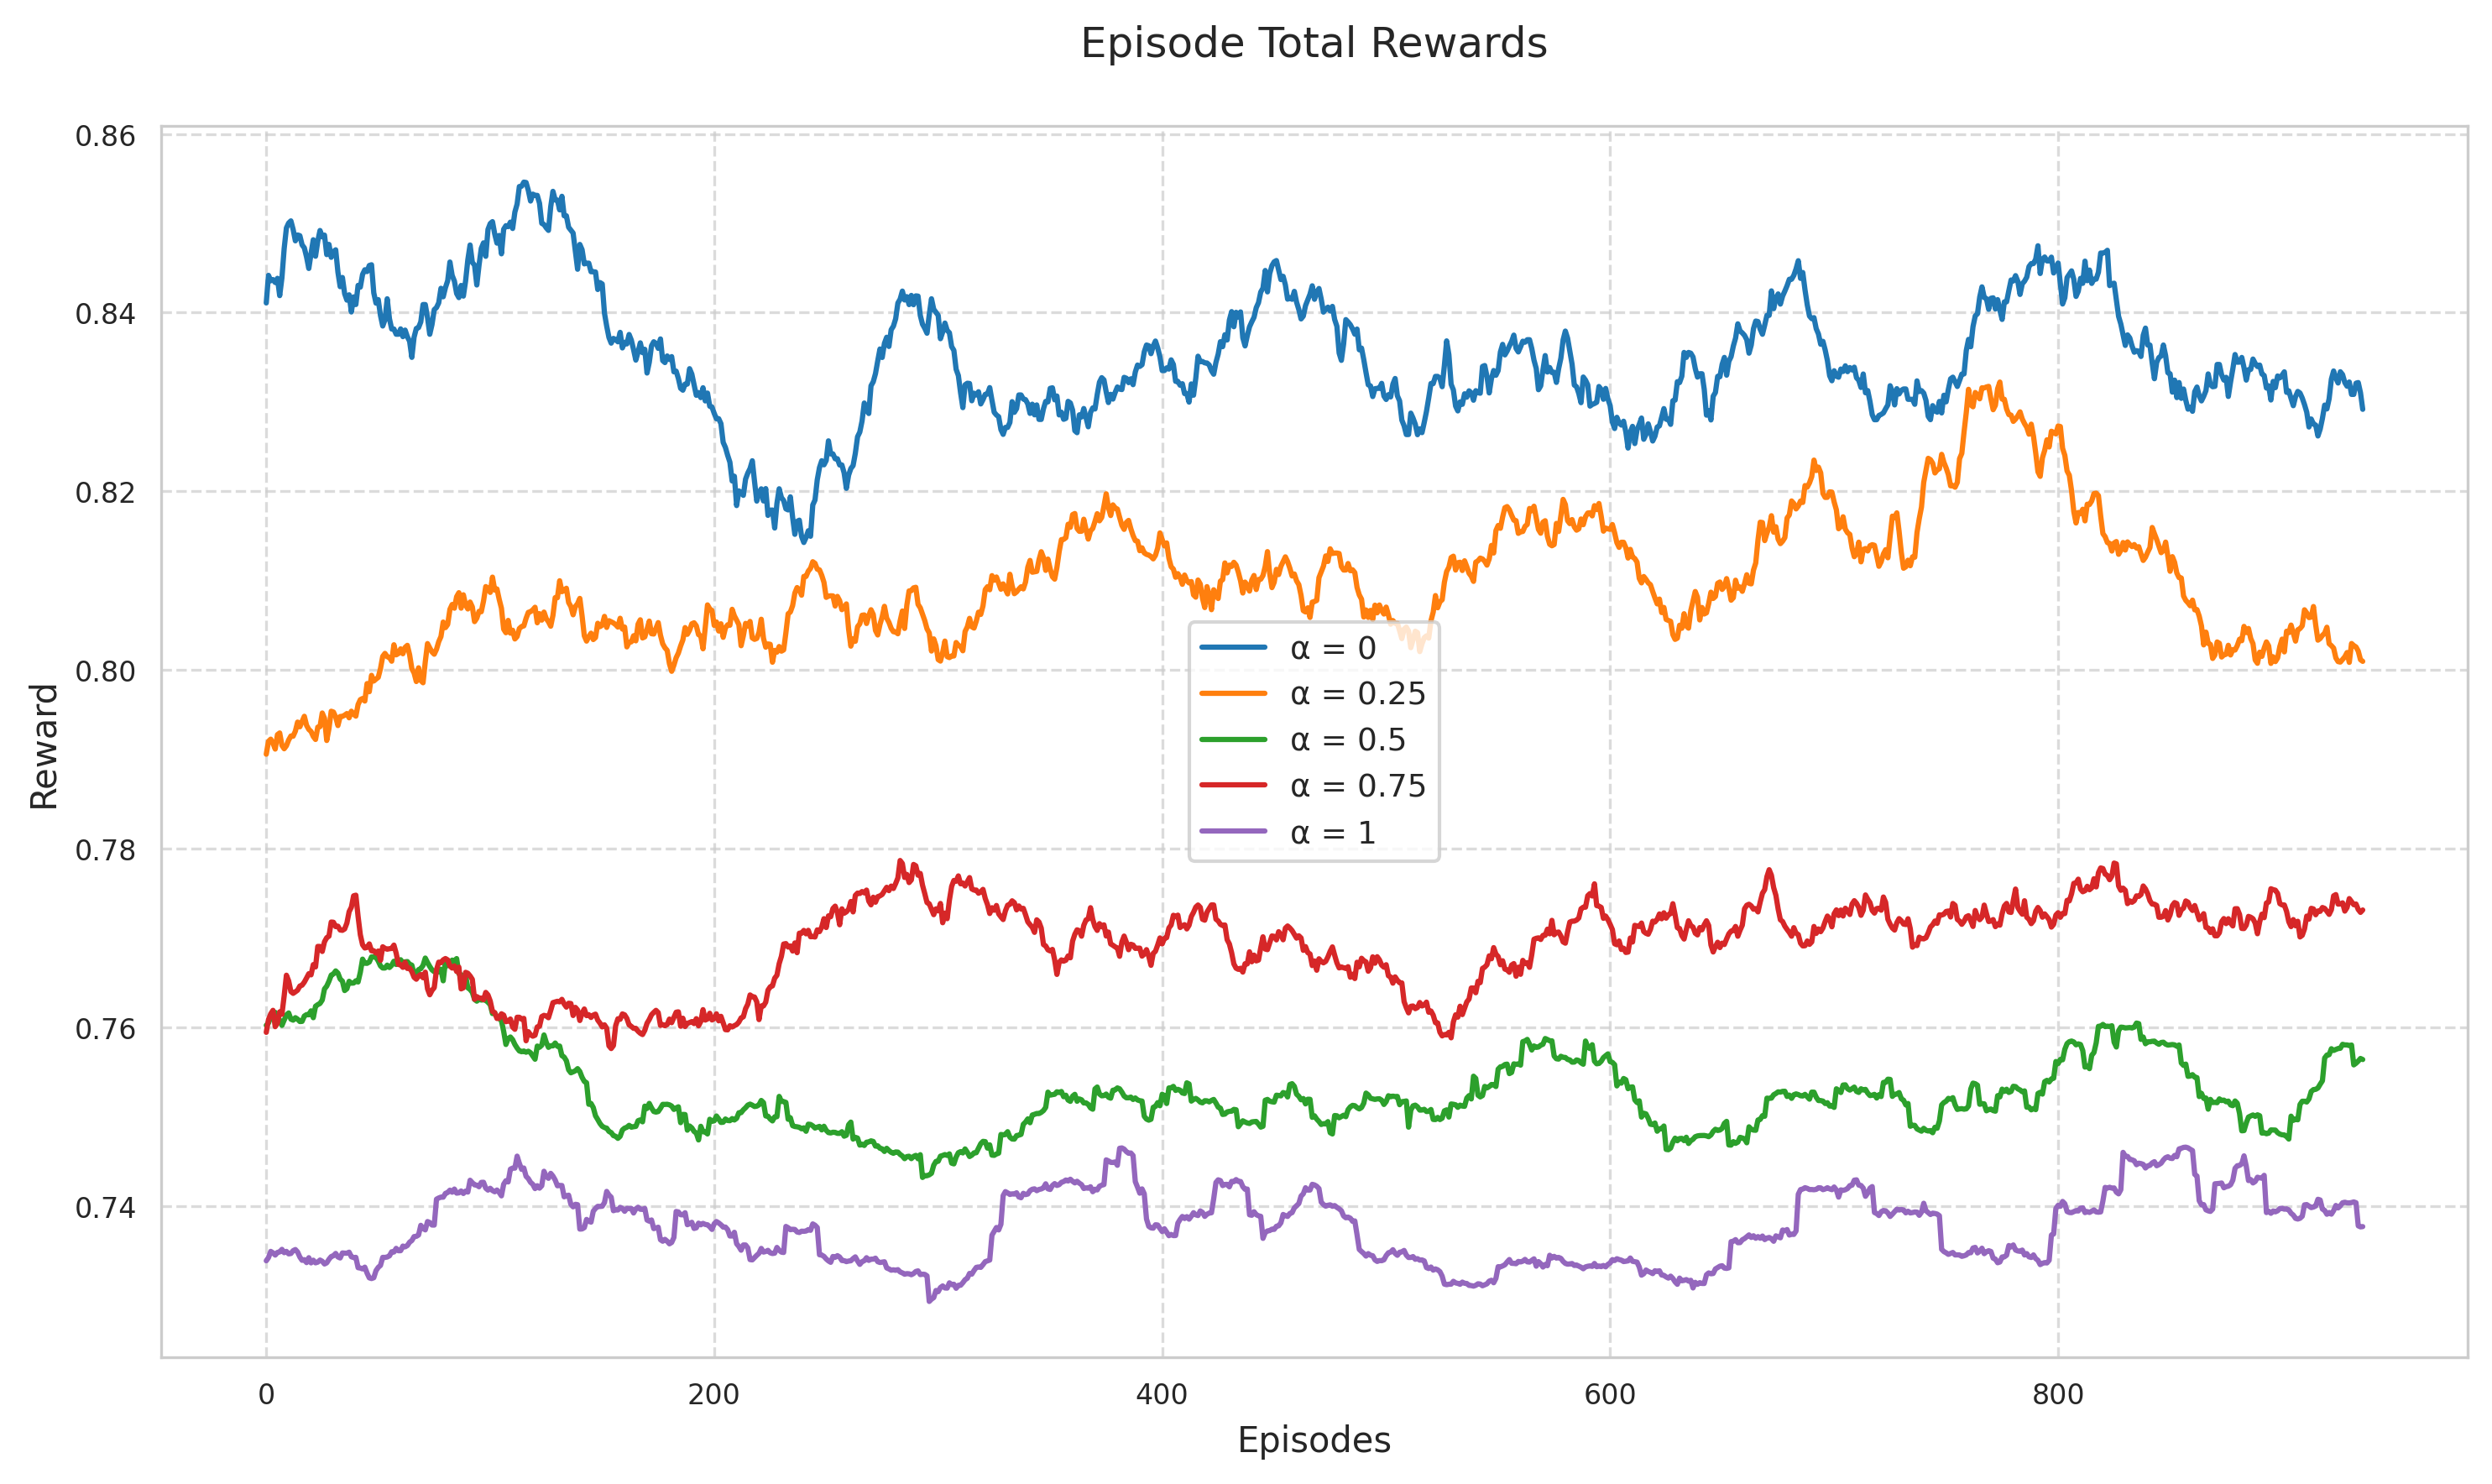 Episode Total Rewards
0.86
0.84
0.82
0.80
0.78
0.76
0.74
Reward
α = 0
α = 0.25
α = 0.5
α = 0.75
α = 1
0 200 400 600 800
Episodes